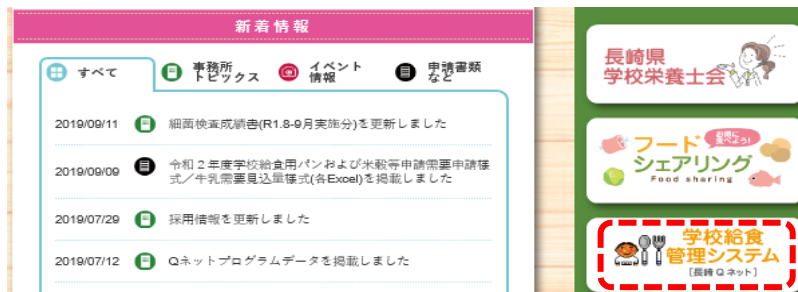 新着情報
すべて
事務所
トピックス
イベント
情報
申請書類
など
2019/09/11 細菌検査成績書(R1.8-9月実施分)を更新しました
2019/09/09 令和２年度学校給食用パンおよび米穀等申請需要申請様
式／牛乳需要見込量様式(各Excel)を掲載しました
2019/07/29 採用情報を更新しました
2019/07/12 Qネットプログラムデータを掲載しました
長崎県
学校栄養士会
フード
お得に
食べよう!
シェアリング
Food sharing
学校給食
管理システム
［長崎Ｑネット］